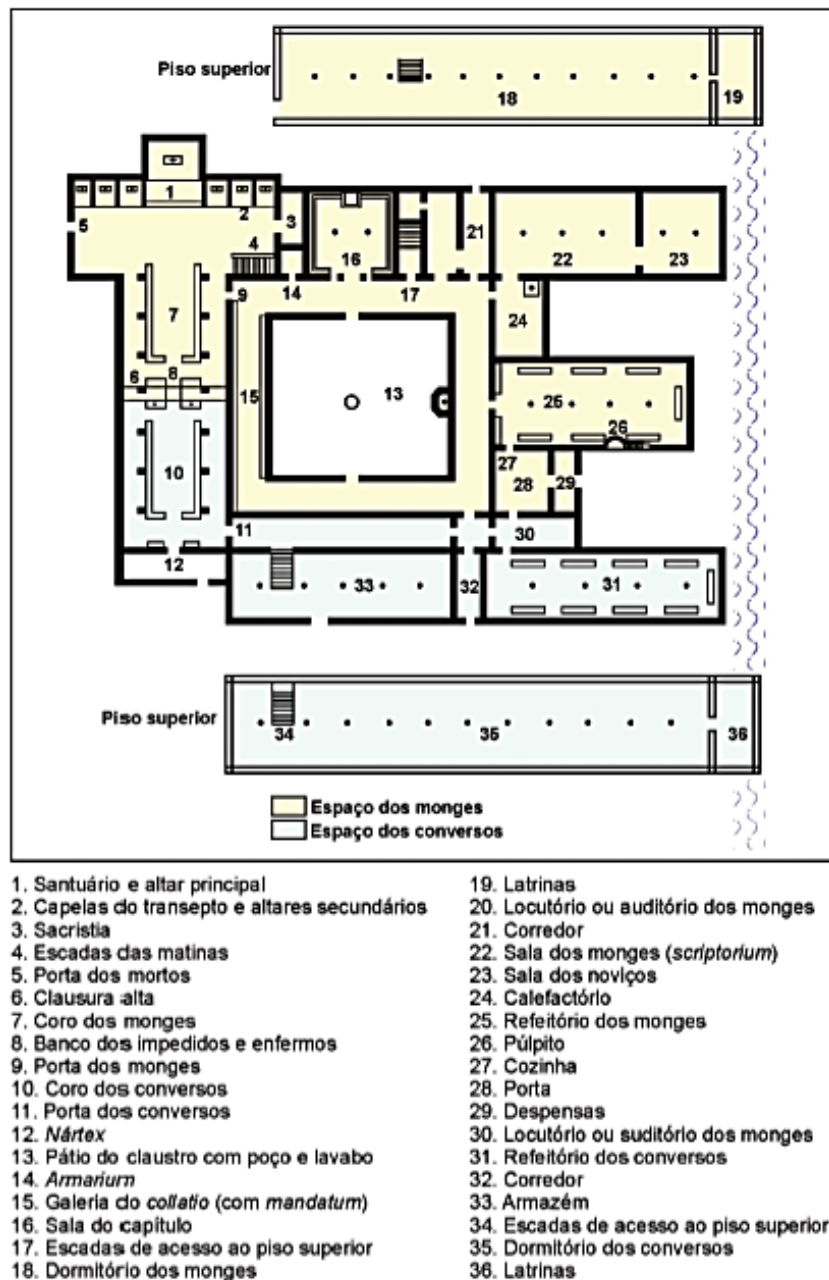 Piso superior
18
19
1
2
3
4
5
16
21
22
23
14
17
9
7
24
6
8
15
13
25
26
10
27
28
29
11
30
12
33
32
31
Piso superior
34
35
36
Espaço dos monges
Espaço dos conversos
1. Santuário e altar principal
2. Capelas do transepto e altares secundários
3. Sacristia
4. Escadas das matinas
5. Porta dos mortos
6. Clausura alta
7. Coro dos monges
8. Banco dos impedidos e enfermos
9. Porta dos monges
10. Coro dos conversos
11. Porta dos conversos
12. Nártex
13. Pátio do claustro com poço e lavabo
14. Armarium
15. Galeria do collatio (com mandatum)
16. Sala do capítulo
17. Escadas de acesso ao piso superior
18. Dormitório dos monges
19. Latrinas
20. Locutório ou auditório dos monges
21. Corredor
22. Sala dos monges (scriptorium)
23. Sala dos noviços
24. Calefactório
25. Refeitório dos monges
26. Púlpito
27. Cozinha
28. Porta
29. Despensas
30. Locutório ou suditório dos monges
31. Refeitório dos conversos
32. Corredor
33. Armazém
34. Escadas de acesso ao piso superior
35. Dormitório dos conversos
36. Latrinas